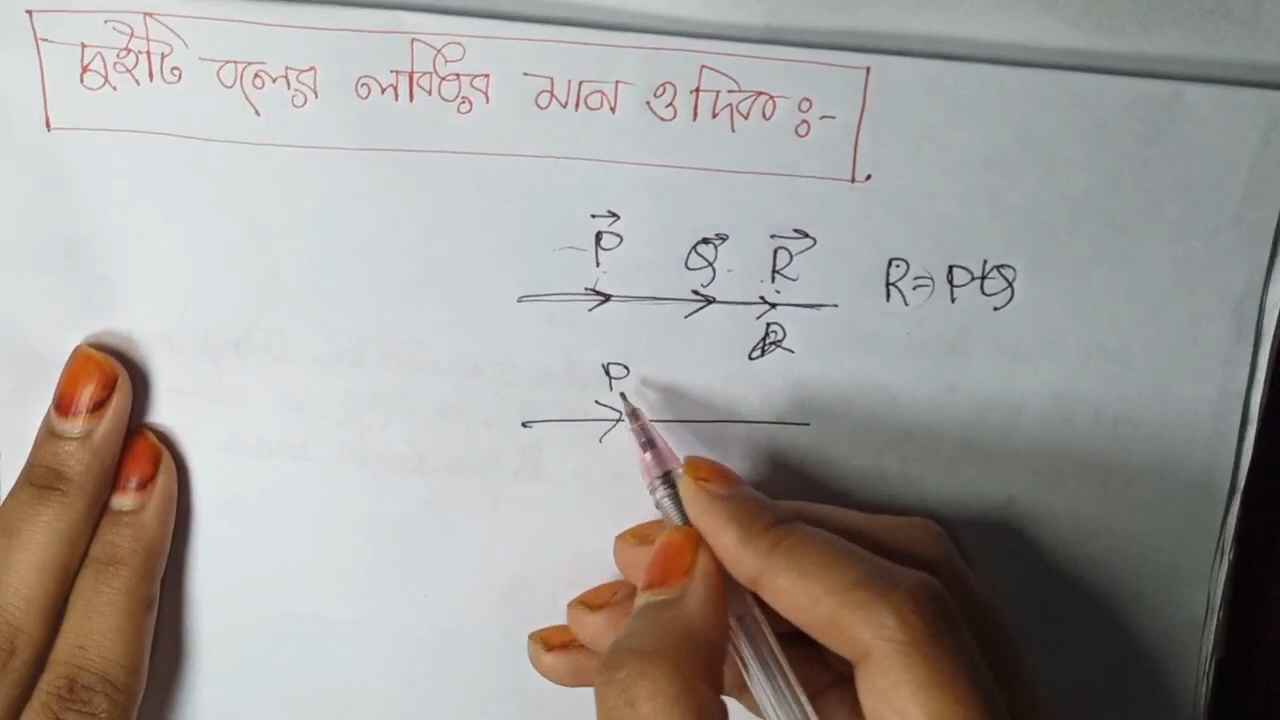 দুইটি বলের লব্ধির মান ও দিক ঃ-
P⃗ Q⃗ R⃗ R=P+Q
P